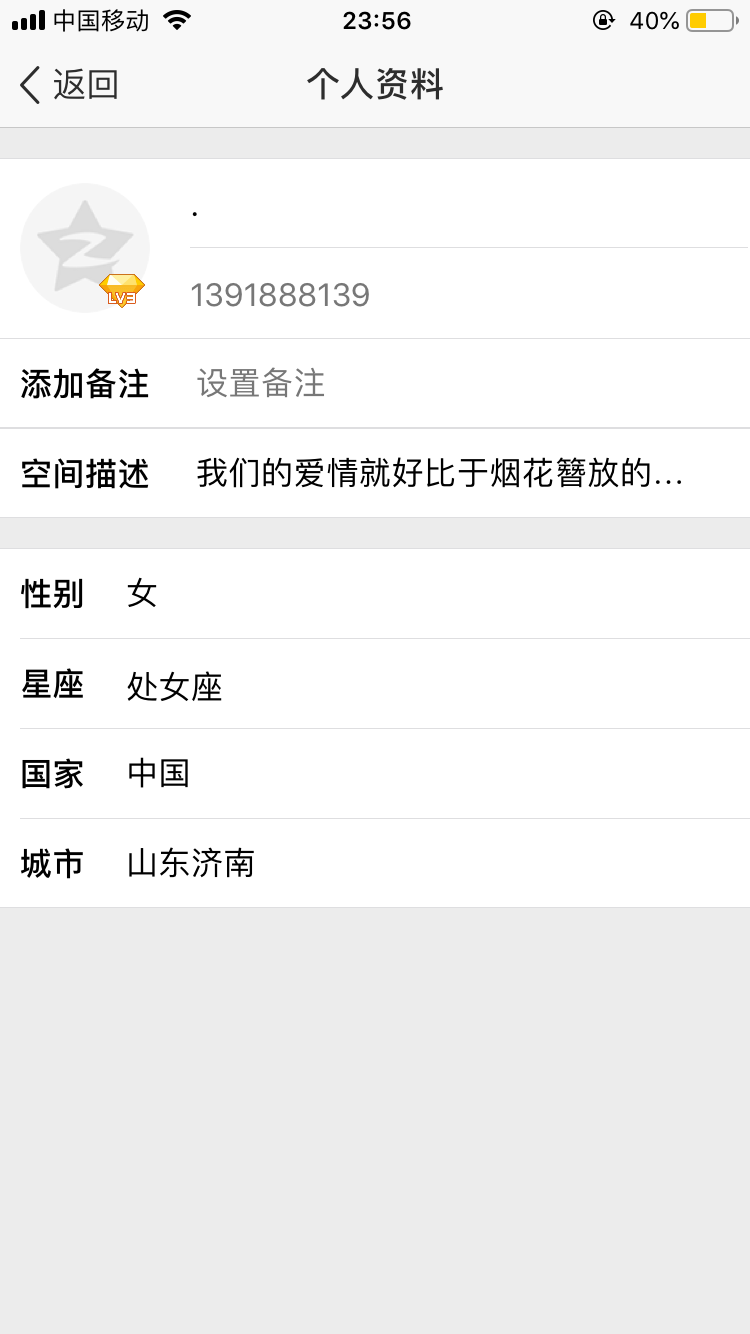 中国移动 23:56 40%
返回 个人资料
.
LV3
1391888139
添加备注 设置备注
空间描述 我们的爱情就好比于烟花簪放的...
性别 女
星座 处女座
国家 中国
城市 山东济南